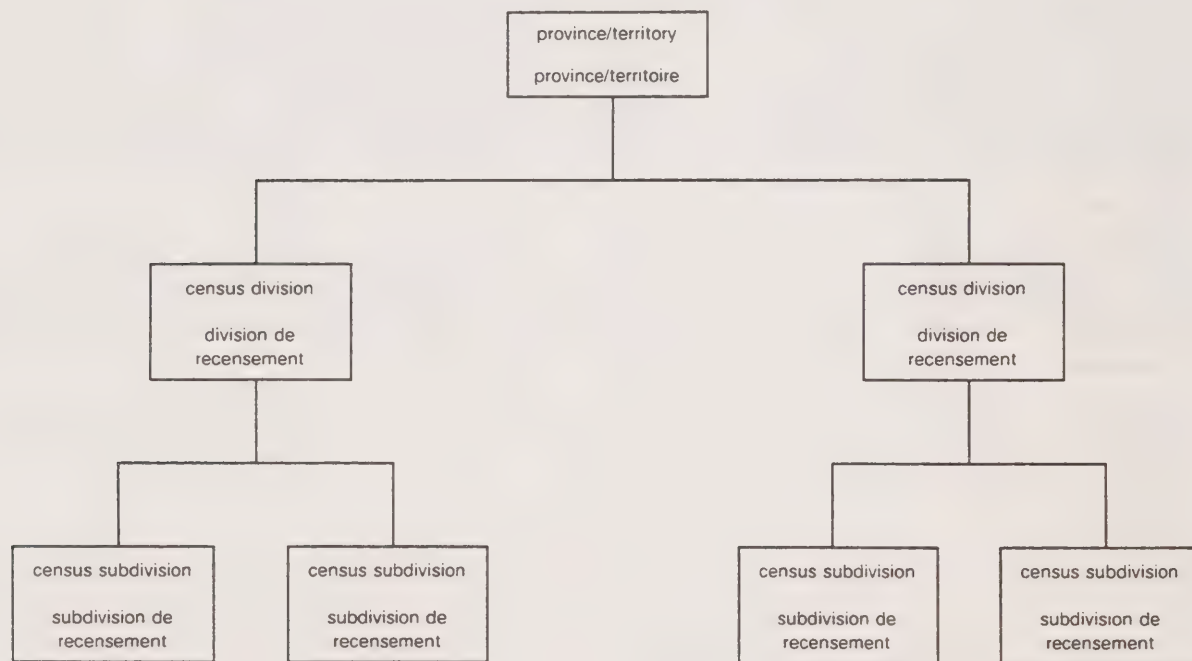 province/territory
province/territoire
census division
division de
recensement
census division
division de
recensement
census subdivision
subdivision de
recensement
census subdivision
subdivision de
recensement
census subdivision
subdivision de
recensement
census subdivision
subdivision de
recensement